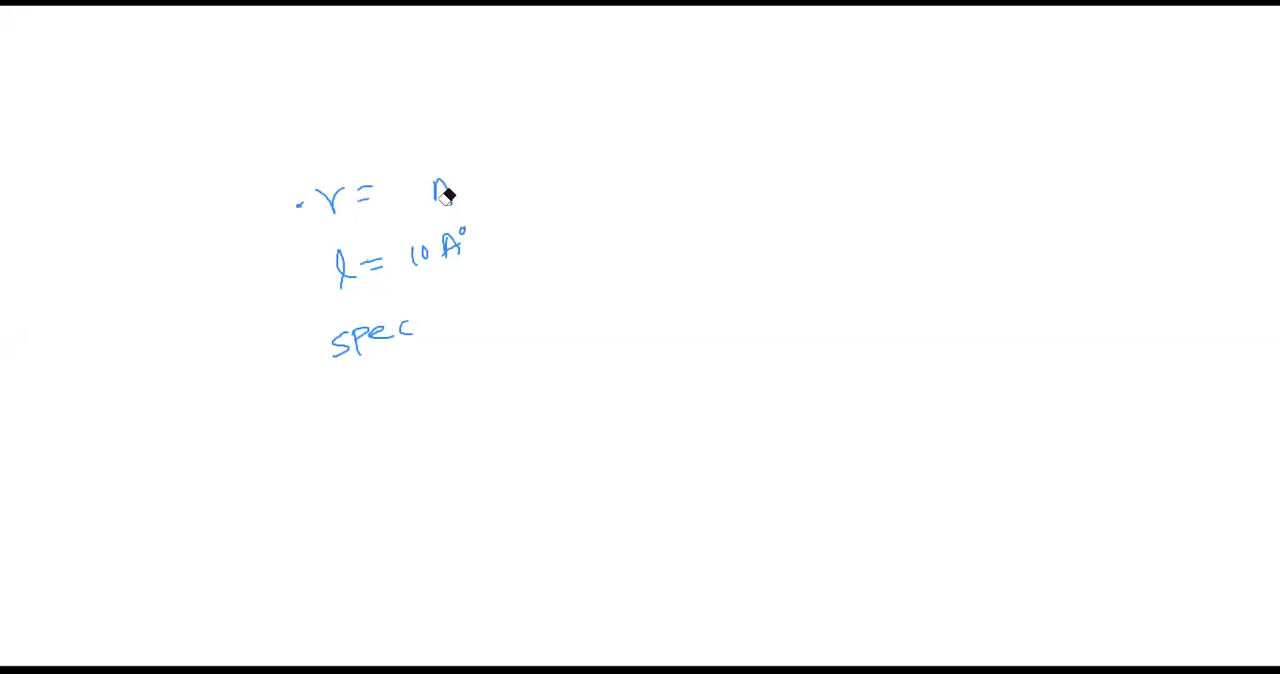 . r =
l = 10 A°
spec